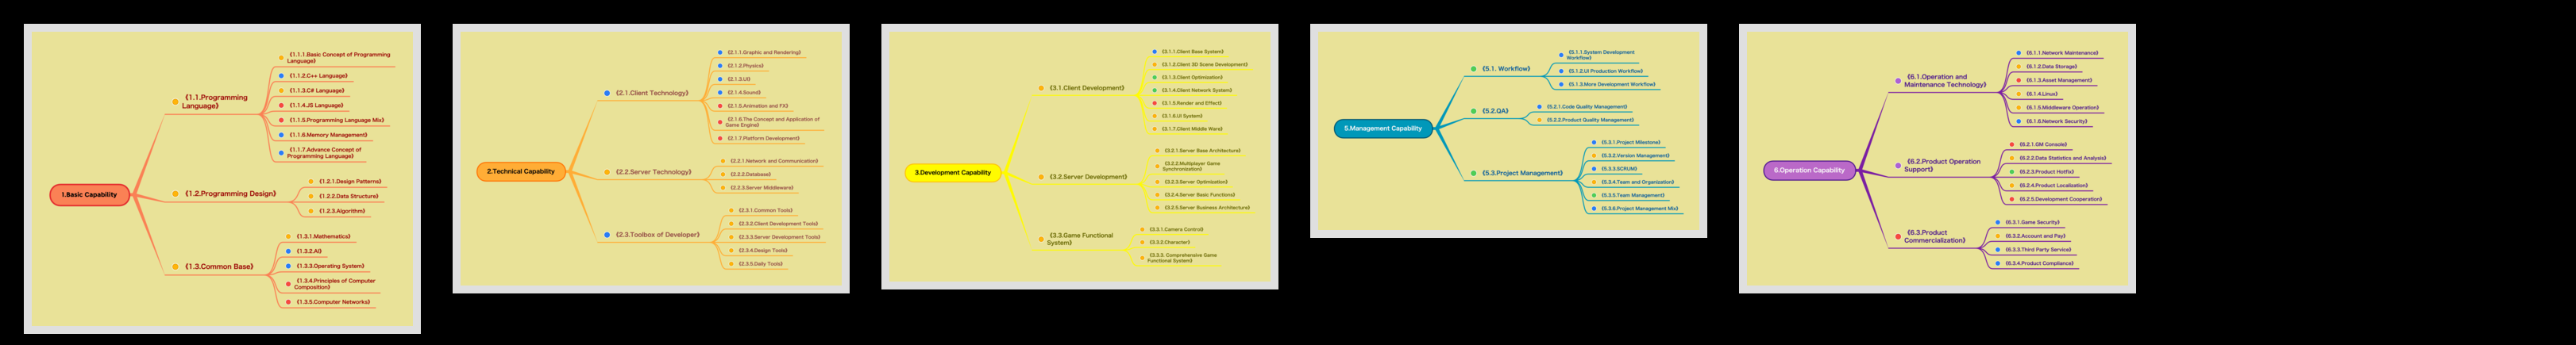 1.Basic Capability
{1.1.Programming
Language}
{1.1.1.Basic Concept of Programming
Language}
{1.1.2.C++ Language}
{1.1.3.C# Language}
{1.1.4.JS Language}
{1.1.5.Programming Language Mix}
{1.1.6.Memory Management}
{1.1.7.Advance Concept of
Programming Language}
{1.2.Programming Design}
{1.2.1.Design Patterns}
{1.2.2.Data Structure}
{1.2.3.Algorithm}
{1.3.Common Base}
{1.3.1.Mathematics}
{1.3.2.AI}
{1.3.3.Operating System}
{1.3.4.Principles of Computer
Composition}
{1.3.5.Computer Networks}
2.Technical Capability
{2.1.Client Technology}
{2.1.1.Graphic and Rendering}
{2.1.2.Physics}
{2.1.3.UI}
{2.1.4.Sound}
{2.1.5.Animation and FX}
{2.1.6.The Concept and Application of
Game Engine}
{2.1.7.Platform Development}
{2.2.Server Technology}
{2.2.1.Network and Communication}
{2.2.2.Database}
{2.2.3.Server Middleware}
{2.3.Toolbox of Developer}
{2.3.1.Common Tools}
{2.3.2.Client Development Tools}
{2.3.3.Server Development Tools}
{2.3.4.Design Tools}
{2.3.5.Daily Tools}
3.Development Capability
{3.1.Client Development}
{3.1.1.Client Base System}
{3.1.2.Client 3D Scene Development}
{3.1.3.Client Optimization}
{3.1.4.Client Network System}
{3.1.5.Render and Effect}
{3.1.6.UI System}
{3.1.7.Client Middle Ware}
{3.2.Server Development}
{3.2.1.Server Base Architecture}
{3.2.2.Multiplayer Game
Synchronization}
{3.2.3.Server Optimization}
{3.2.4.Server Basic Functions}
{3.2.5.Server Business Architecture}
{3.3.Game Functional
System}
{3.3.1.Camera Control}
{3.3.2.Character}
{3.3.3. Comprehensive Game
Functional System}
5.Management Capability
{5.1. Workflow}
{5.1.1.System Development
Workflow}
{5.1.2.UI Production Workflow}
{5.1.3.More Development Workflow}
{5.2.QA}
{5.2.1.Code Quality Management}
{5.2.2.Product Quality Management}
{5.3.Project Management}
{5.3.1.Project Milestone}
{5.3.2.Version Management}
{5.3.3.SCRUM}
{5.3.4.Team and Organization}
{5.3.5.Team Management}
{5.3.6.Project Management Mix}
6.Operation Capability
{6.1.Operation and
Maintenance Technology}
{6.1.1.Network Maintenance}
{6.1.2.Data Storage}
{6.1.3.Asset Management}
{6.1.4.Linux}
{6.1.5.Middleware Operation}
{6.1.6.Network Security}
{6.2.Product Operation
Support}
{6.2.1.GM Console}
{6.2.2.Data Statistics and Analysis}
{6.2.3.Product Hotfix}
{6.2.4.Product Localization}
{6.2.5.Development Cooperation}
{6.3.Product
Commercialization}
{6.3.1.Game Security}
{6.3.2.Account and Pay}
{6.3.3.Third Party Service}
{6.3.4.Product Compliance}